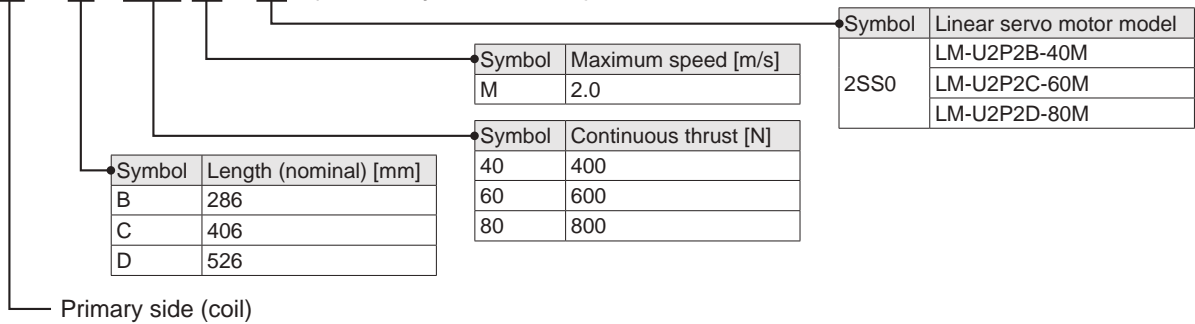 Symbol Linear servo motor model
2SS0 LM-U2P2B-40M
LM-U2P2C-60M
LM-U2P2D-80M
Symbol Maximum speed [m/s]
M 2.0
Symbol Continuous thrust [N]
40 400
60 600
80 800
Symbol Length (nominal) [mm]
B 286
C 406
D 526
Primary side (coil)